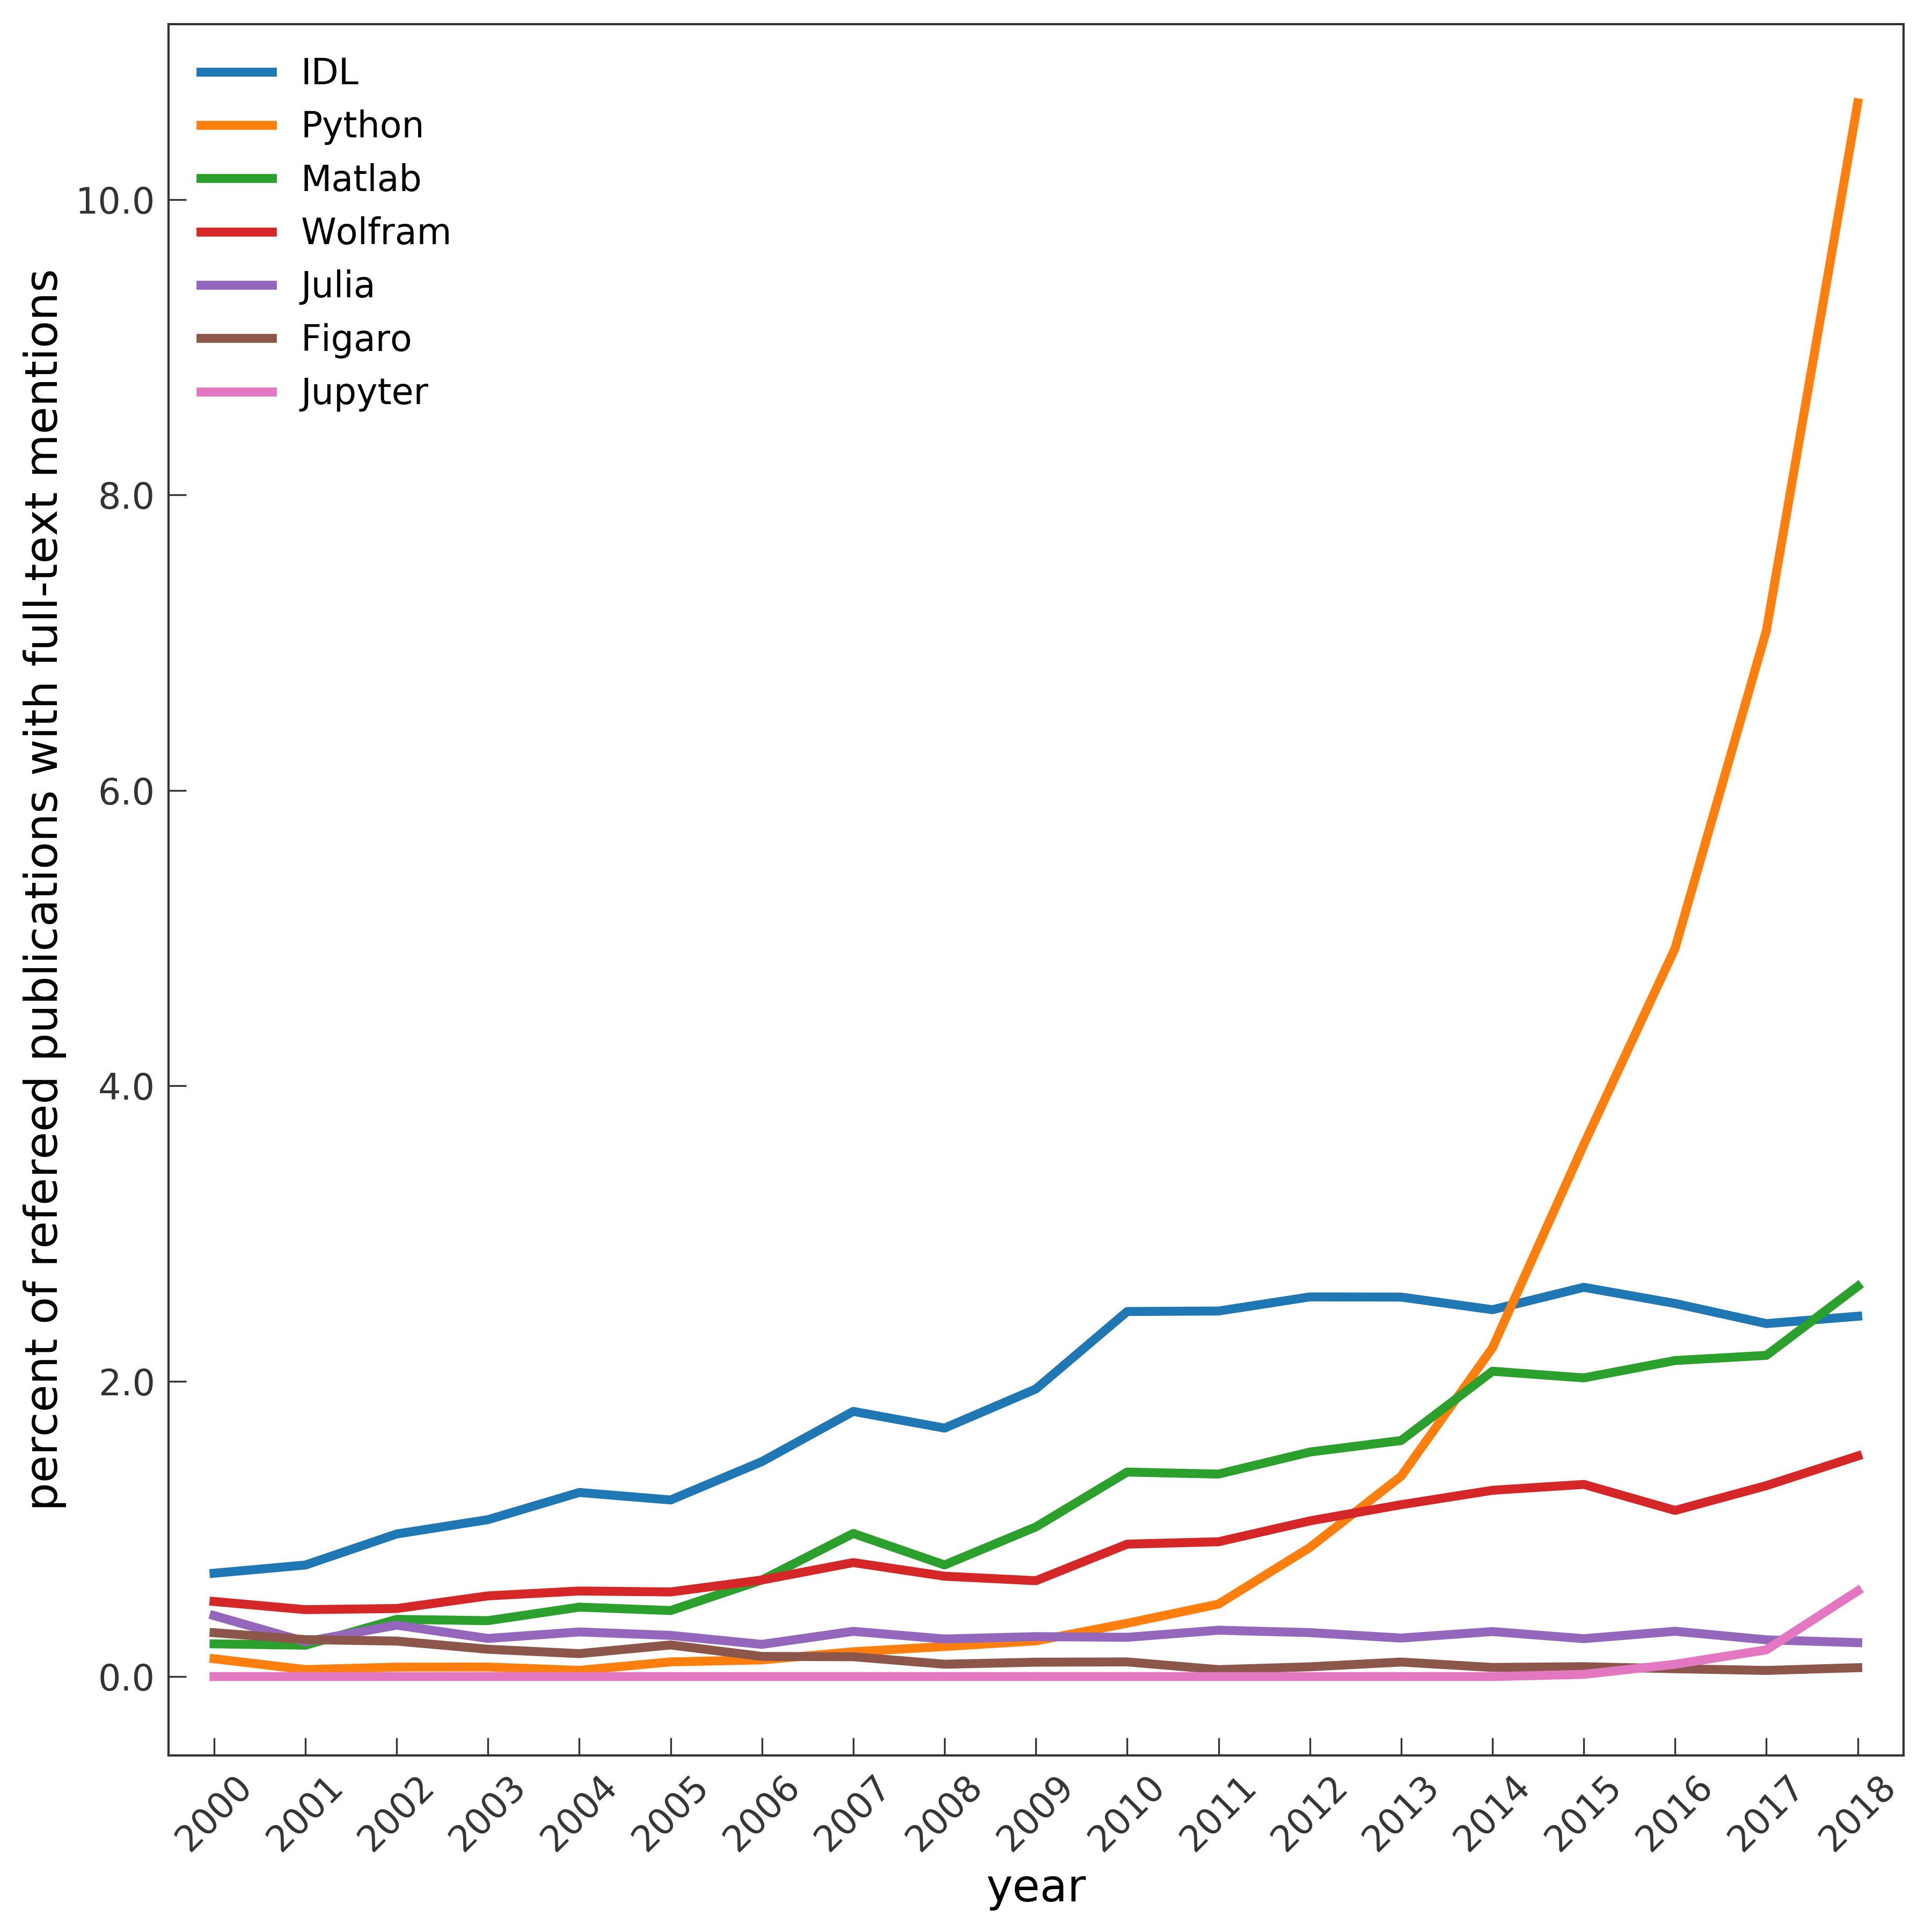 IDL
Python
Matlab
Wolfram
Julia
Figaro
Jupyter
percent of refereed publications with full-text mentions
10.0
8.0
6.0
4.0
2.0
0.0
2000 2001 2002 2003 2004 2005 2006 2007 2008 2009 2010 2011 2012 2013 2014 2015 2016 2017 2018
year